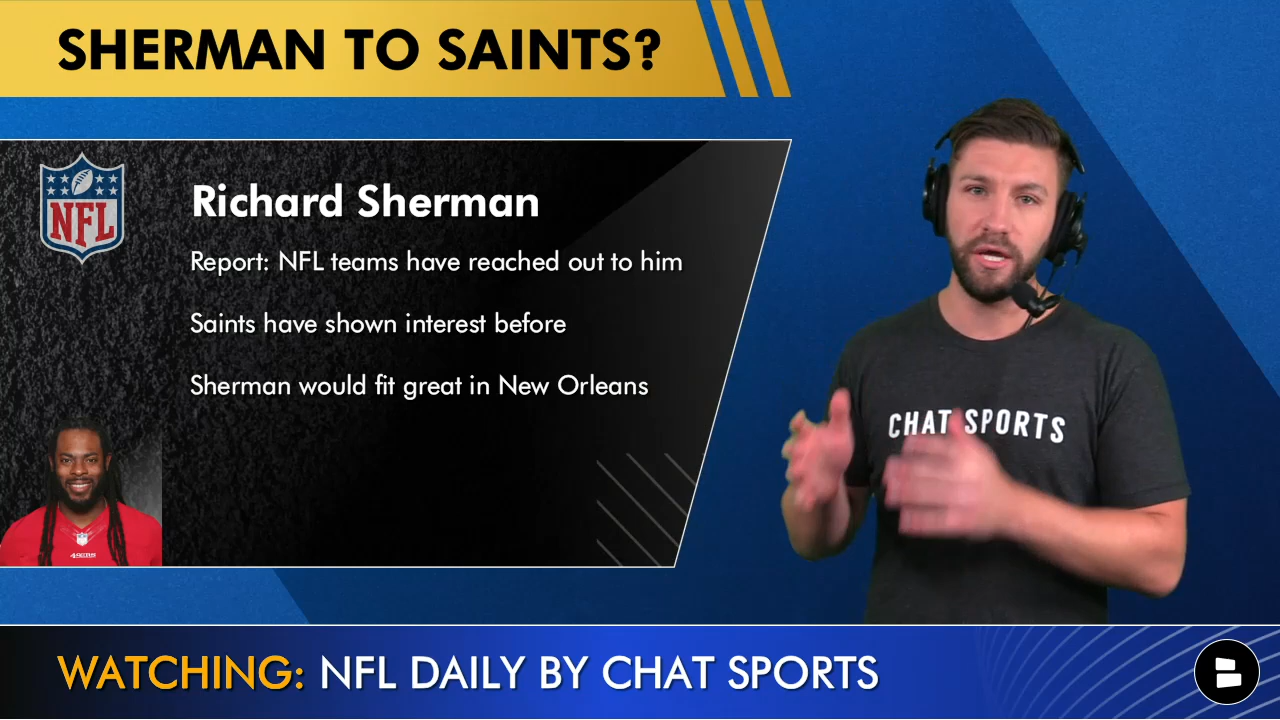 SHERMAN TO SAINTS?
NFL
Richard Sherman
Report: NFL teams have reached out to him
Saints have shown interest before
Sherman would fit great in New Orleans
49ERS
CHAT SPORTS
WATCHING: NFL DAILY BY CHAT SPORTS